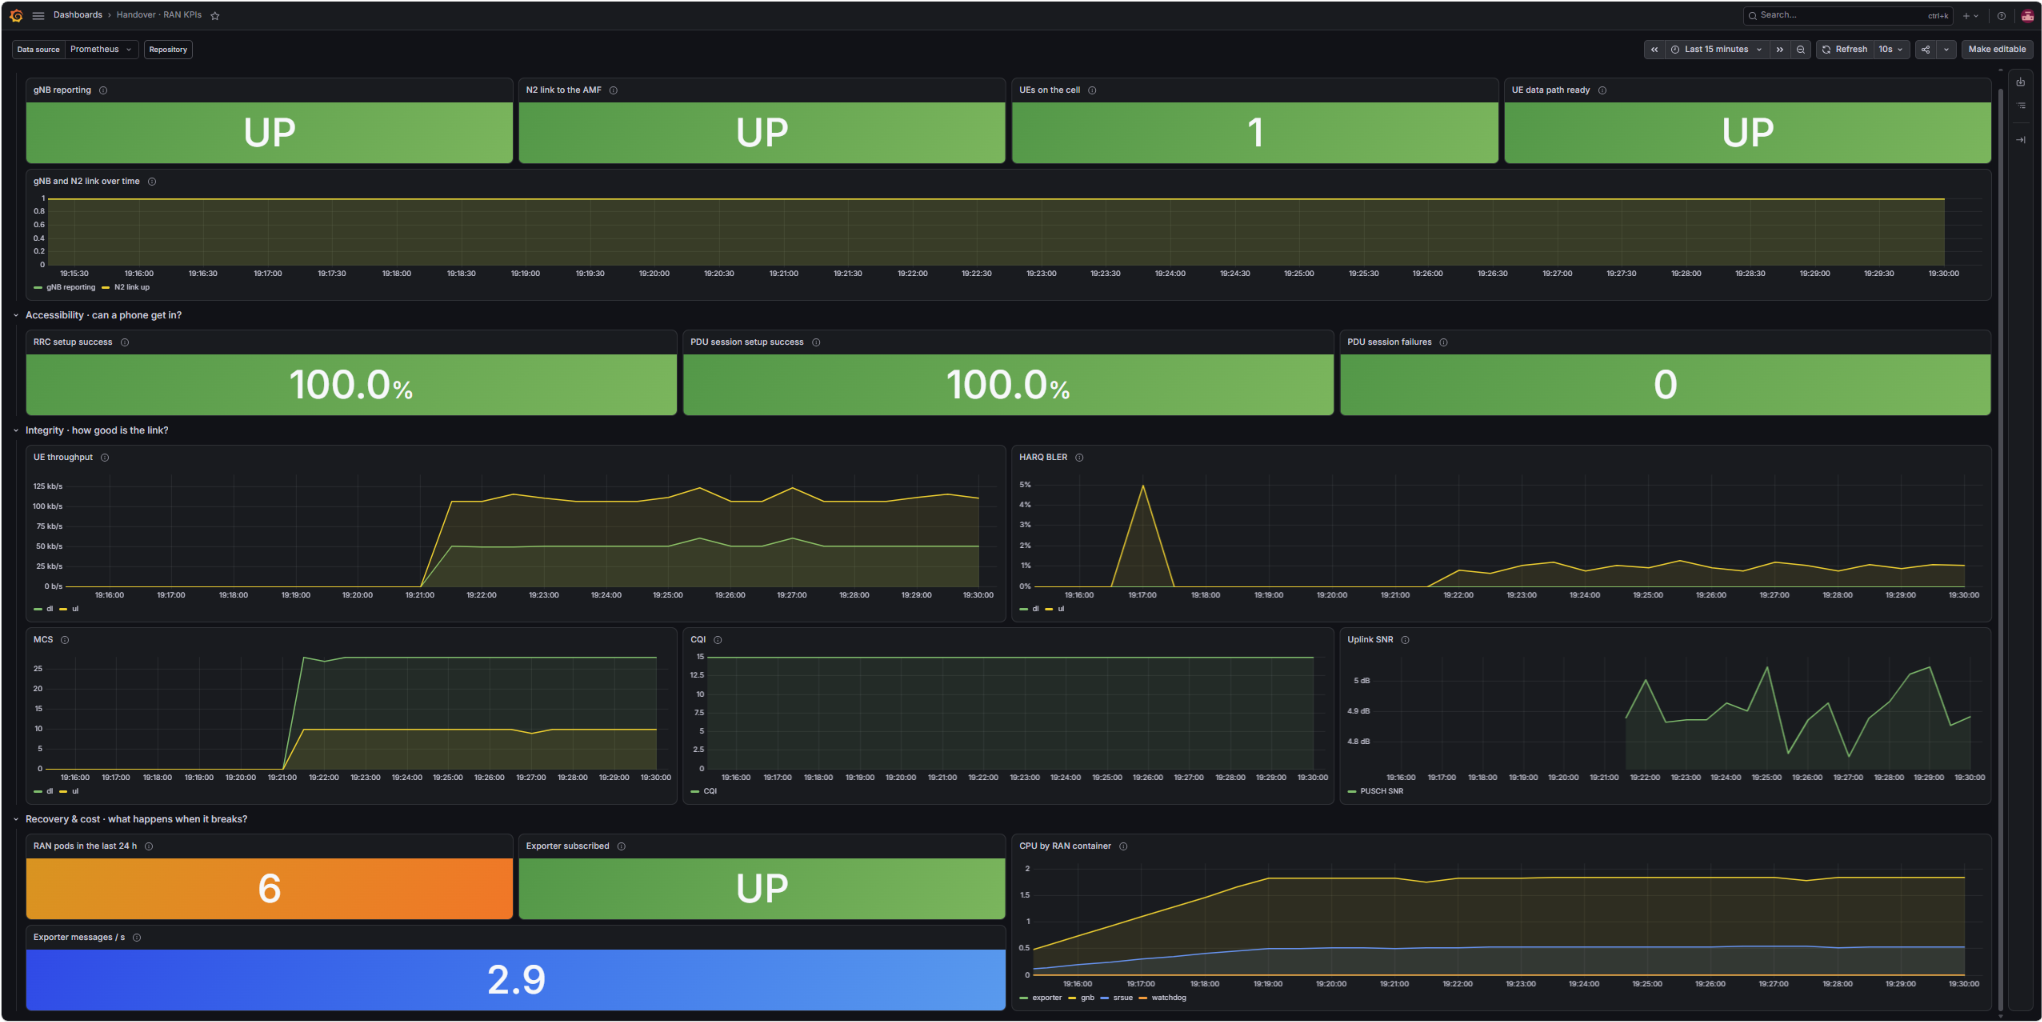 Dashboards › Handover · RAN KPIs
Search... ctrl+k
Data source Prometheus Repository
Last 15 minutes Refresh 10s Make editable
gNB reporting N2 link to the AMF UEs on the cell UE data path ready
UP UP 1 UP
gNB and N2 link over time
1
0.8
0.6
0.4
0.2
0
19:15:30 19:16:00 19:16:30 19:17:00 19:17:30 19:18:00 19:18:30 19:19:00 19:19:30 19:20:00 19:20:30 19:21:00 19:21:30 19:22:00 19:22:30 19:23:00 19:23:30 19:24:00 19:24:30 19:25:00 19:25:30 19:26:00 19:26:30 19:27:00 19:27:30 19:28:00 19:28:30 19:29:00 19:29:30 19:30:00
gNB reporting N2 link up
Accessibility · can a phone get in?
RRC setup success PDU session setup success PDU session failures
100.0% 100.0% 0
Integrity · how good is the link?
UE throughput
125 kb/s
100 kb/s
75 kb/s
50 kb/s
25 kb/s
0 b/s
19:16:00 19:17:00 19:18:00 19:19:00 19:20:00 19:21:00 19:22:00 19:23:00 19:24:00 19:25:00 19:26:00 19:27:00 19:28:00 19:29:00 19:30:00
dl ul
HARQ BLER
5%
4%
3%
2%
1%
0%
19:16:00 19:17:00 19:18:00 19:19:00 19:20:00 19:21:00 19:22:00 19:23:00 19:24:00 19:25:00 19:26:00 19:27:00 19:28:00 19:29:00 19:30:00
dl ul
MCS
25
20
15
10
5
0
19:16:00 19:17:00 19:18:00 19:19:00 19:20:00 19:21:00 19:22:00 19:23:00 19:24:00 19:25:00 19:26:00 19:27:00 19:28:00 19:29:00 19:30:00
dl ul
CQI
15
12.5
10
7.5
5
2.5
0
19:16:00 19:17:00 19:18:00 19:19:00 19:20:00 19:21:00 19:22:00 19:23:00 19:24:00 19:25:00 19:26:00 19:27:00 19:28:00 19:29:00 19:30:00
CQI
Uplink SNR
5 dB
4.9 dB
4.8 dB
19:16:00 19:17:00 19:18:00 19:19:00 19:20:00 19:21:00 19:22:00 19:23:00 19:24:00 19:25:00 19:26:00 19:27:00 19:28:00 19:29:00 19:30:00
PUSCH SNR
Recovery & cost · what happens when it breaks?
RAN pods in the last 24 h Exporter subscribed
6 UP
Exporter messages / s
2.9
CPU by RAN container
2
1.5
1
0.5
0
19:16:00 19:17:00 19:18:00 19:19:00 19:20:00 19:21:00 19:22:00 19:23:00 19:24:00 19:25:00 19:26:00 19:27:00 19:28:00 19:29:00 19:30:00
exporter gnb srsue watchdog